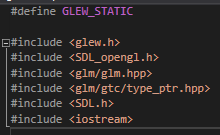 #define GLEW_STATIC
#include <glew.h>
#include <SDL_opengl.h>
#include <glm/glm.hpp>
#include <glm/gtc/type_ptr.hpp>
#include <SDL.h>
#include <iostream>